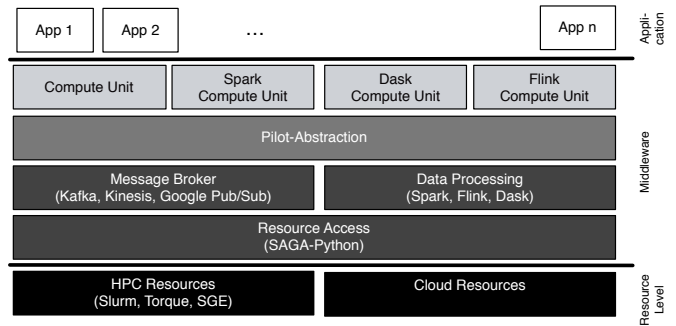 App 1
App 2
...
App n
Appli-
cation
Compute Unit
Spark
Compute Unit
Dask
Compute Unit
Flink
Compute Unit
Pilot-Abstraction
Message Broker
(Kafka, Kinesis, Google Pub/Sub)
Data Processing
(Spark, Flink, Dask)
Resource Access
(SAGA-Python)
Middleware
HPC Resources
(Slurm, Torque, SGE)
Cloud Resources
Resource
Level